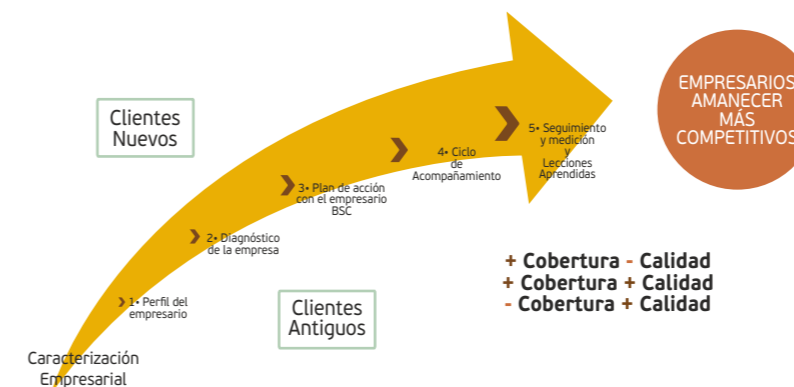 EMPRESARIOS
AMANECER
MÁS
COMPETITIVOS
Clientes
Nuevos
5• Seguimiento
y medición
y
Lecciones
Aprendidas
4• Ciclo
de
Acompañamiento
3• Plan de acción
con el empresario
BSC
2• Diagnóstico
de la empresa
+ Cobertura - Calidad
+ Cobertura + Calidad
- Cobertura + Calidad
1• Perfil del
empresario
Clientes
Antiguos
Caracterización
Empresarial